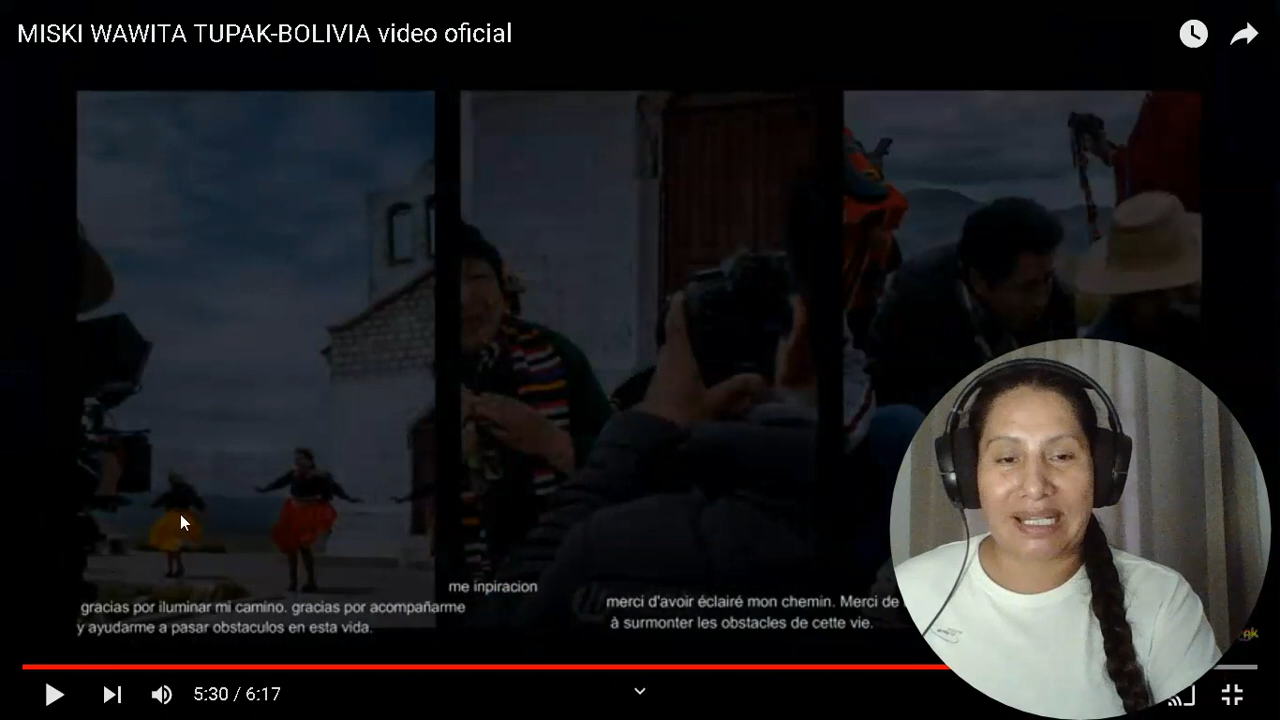 MISKI WAWITA TUPAK-BOLIVIA video oficial
me inpiracion
gracias por iluminar mi camino. gracias por acompañarme
y ayudarme a pasar obstaculos en esta vida.
merci d'avoir éclairé mon chemin. Merci de
à surmonter les obstacles de cette vie.
5:30 / 6:17